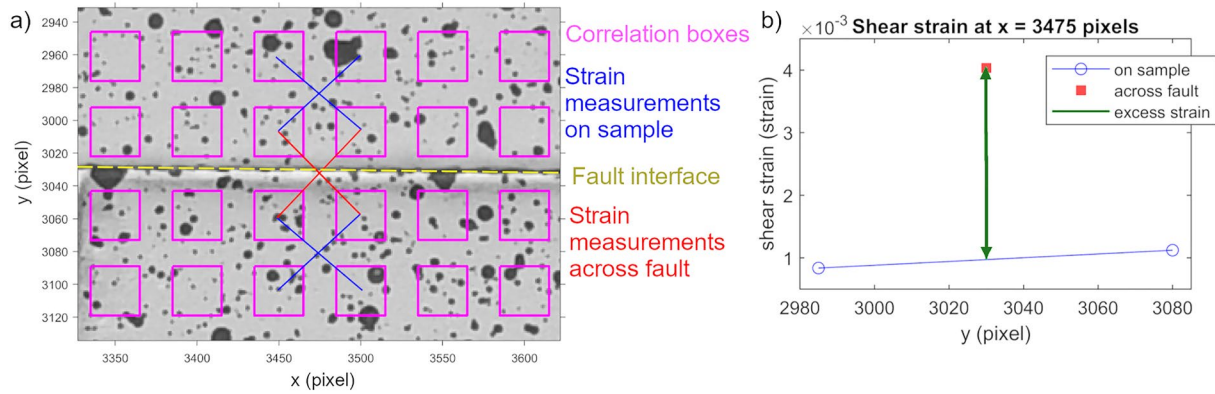 a)
2940
2960
2980
3000
3020
3040
3060
3080
3100
3120
y (pixel)
3350
3400
3450
3500
3550
3600
x (pixel)
Correlation boxes
Strain
measurements
on sample
Fault interface
Strain
measurements
across fault
b)
×10⁻³
Shear strain at x = 3475 pixels
4
3
2
1
shear strain (strain)
2980
3000
3020
3040
3060
3080
y (pixel)
on sample
across fault
excess strain